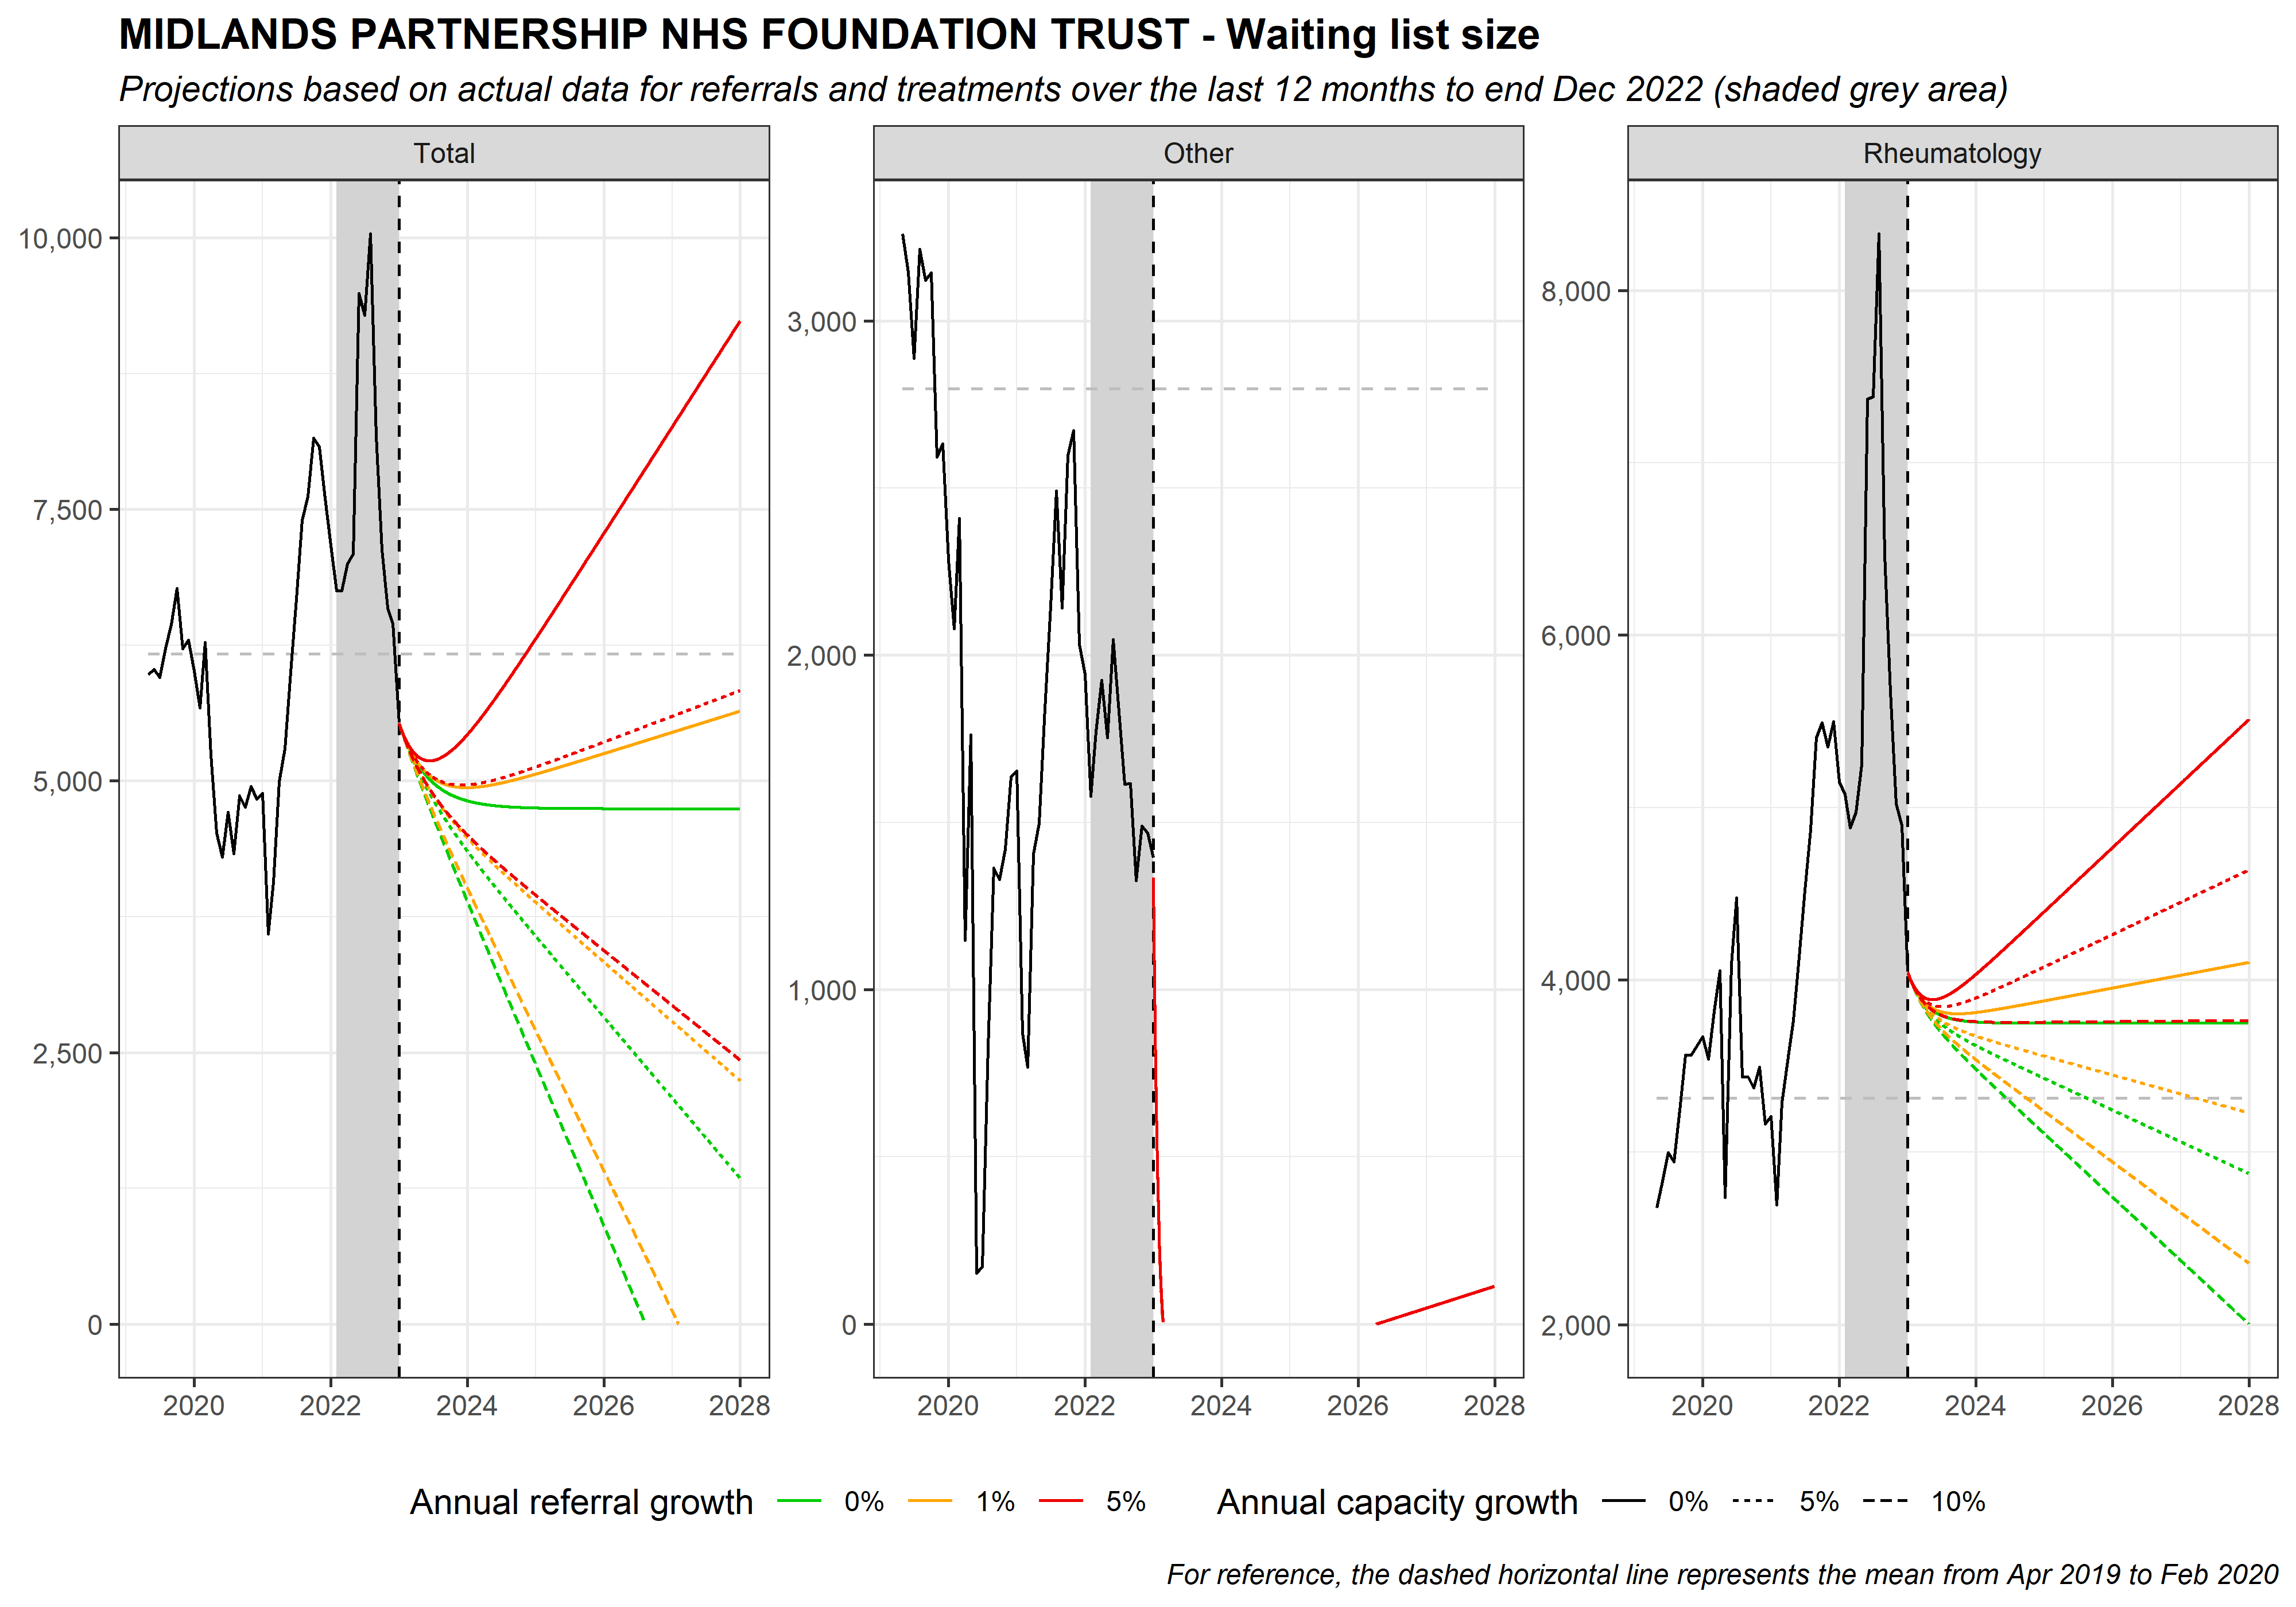 MIDLANDS PARTNERSHIP NHS FOUNDATION TRUST - Waiting list size
Projections based on actual data for referrals and treatments over the last 12 months to end Dec 2022 (shaded grey area)
Total
10,000
7,500
5,000
2,500
0
2020 2022 2024 2026 2028
Other
3,000
2,000
1,000
0
2020 2022 2024 2026 2028
Rheumatology
8,000
6,000
4,000
2,000
2020 2022 2024 2026 2028
Annual referral growth 0% 1% 5% Annual capacity growth 0% 5% 10%
For reference, the dashed horizontal line represents the mean from Apr 2019 to Feb 2020